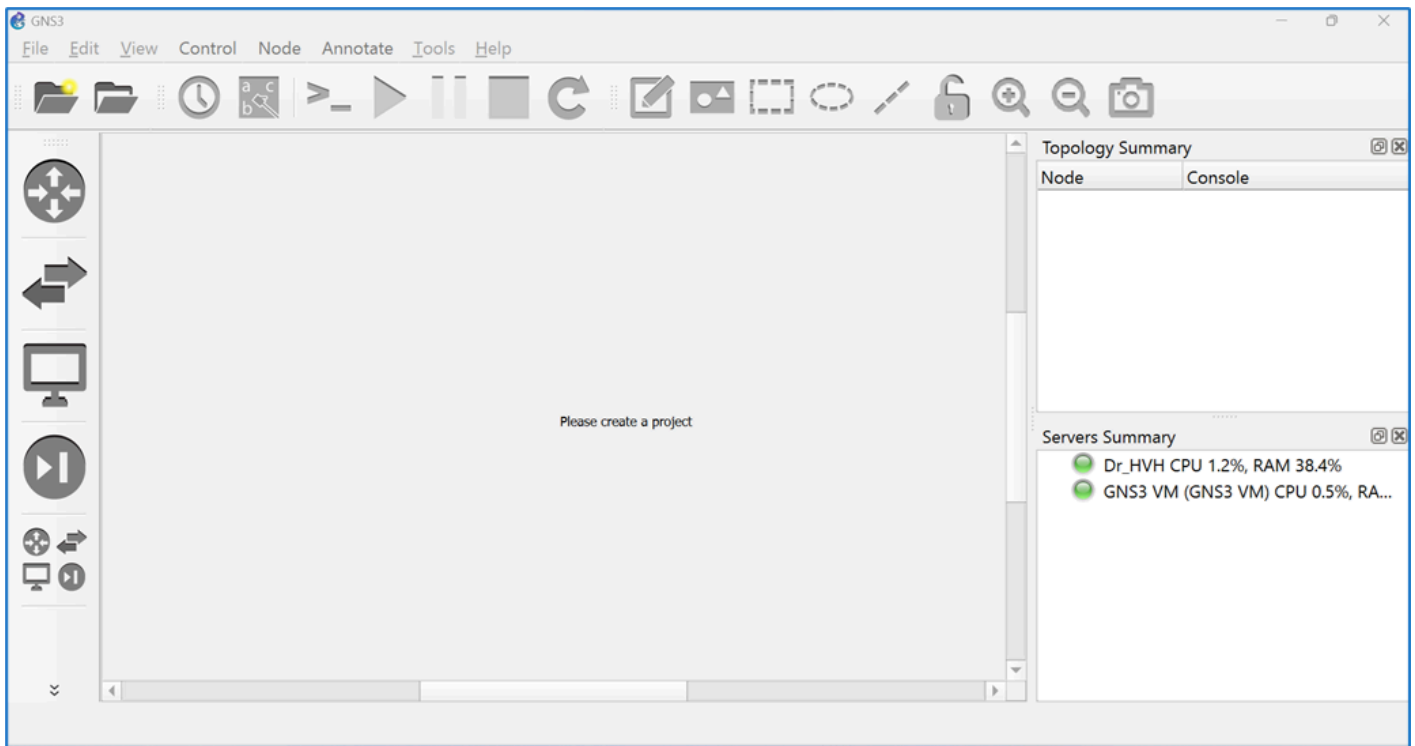 GNS3
File Edit View Control Node Annotate Tools Help
a c
b
>_
Please create a project
Topology Summary
Node Console
Servers Summary
Dr_HVH CPU 1.2%, RAM 38.4%
GNS3 VM (GNS3 VM) CPU 0.5%, RA...